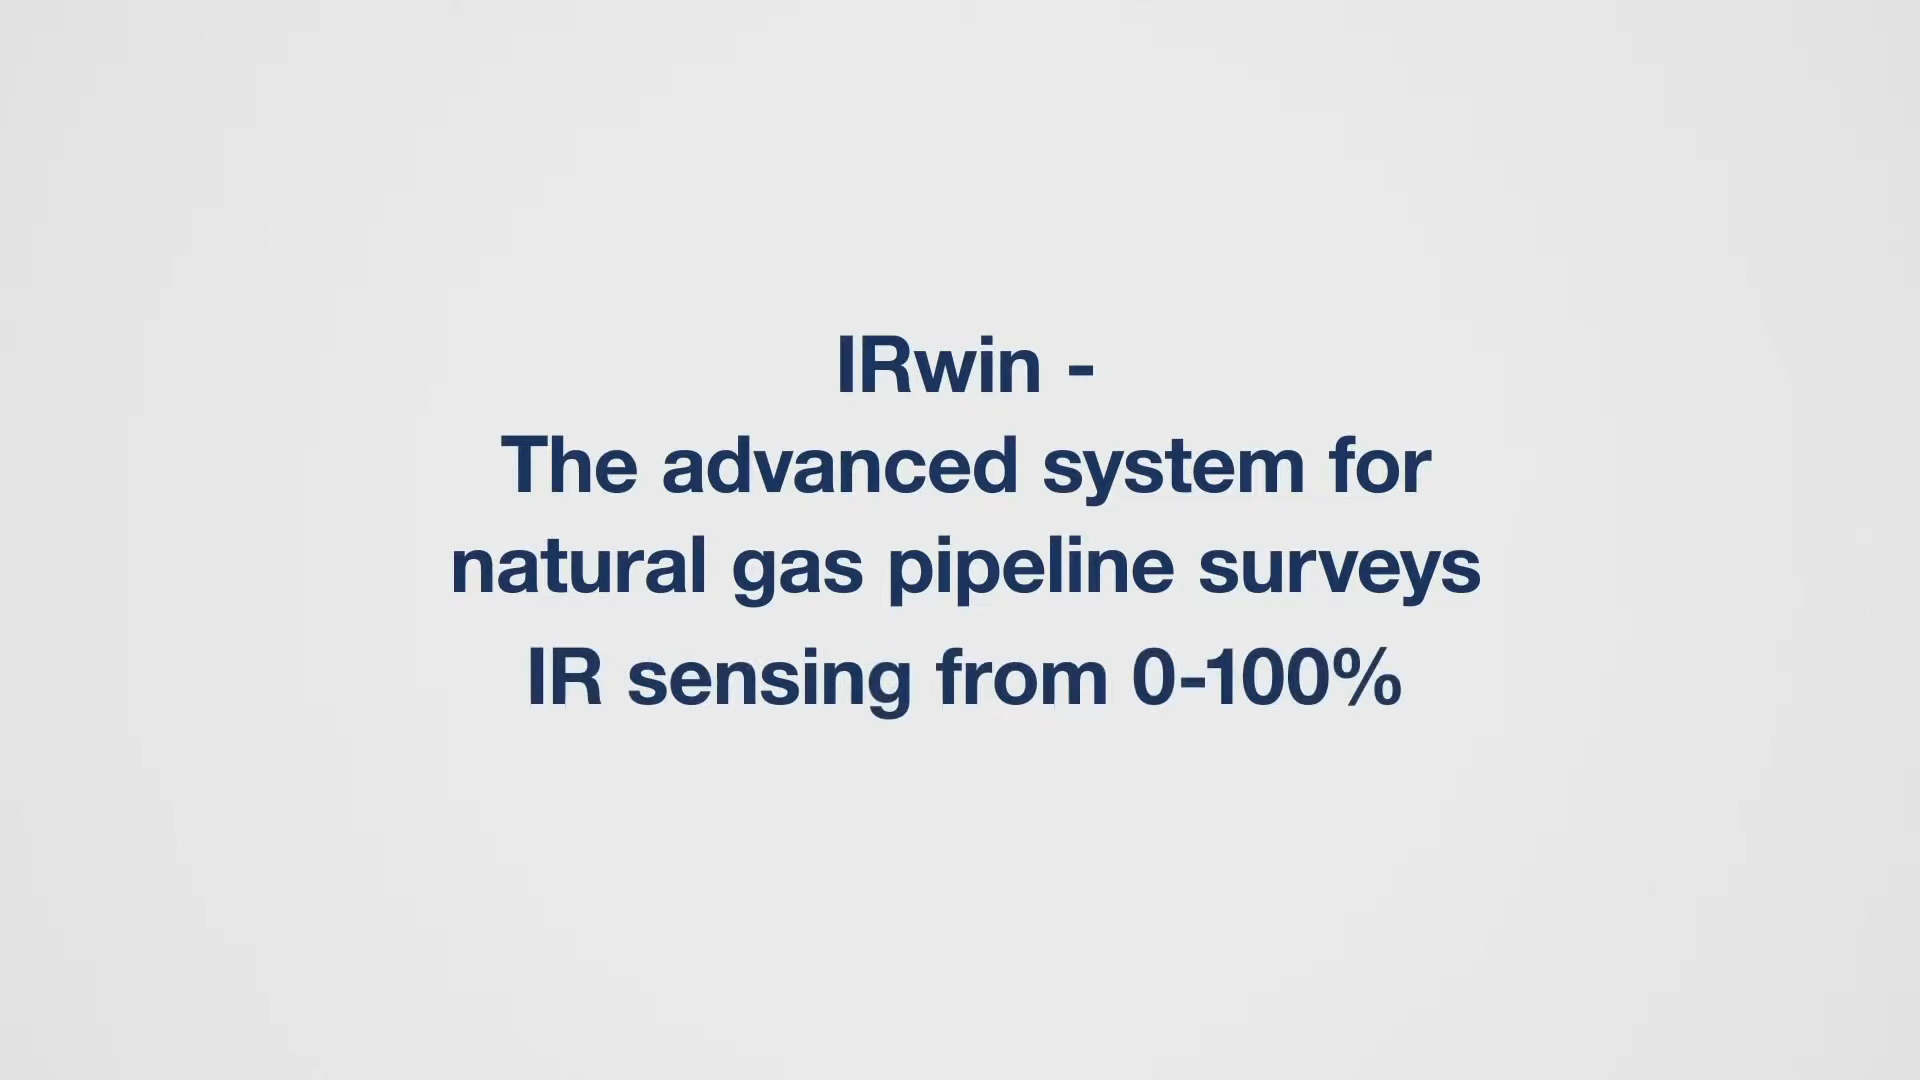 IRwin -
The advanced system for
natural gas pipeline surveys
IR sensing from 0-100%